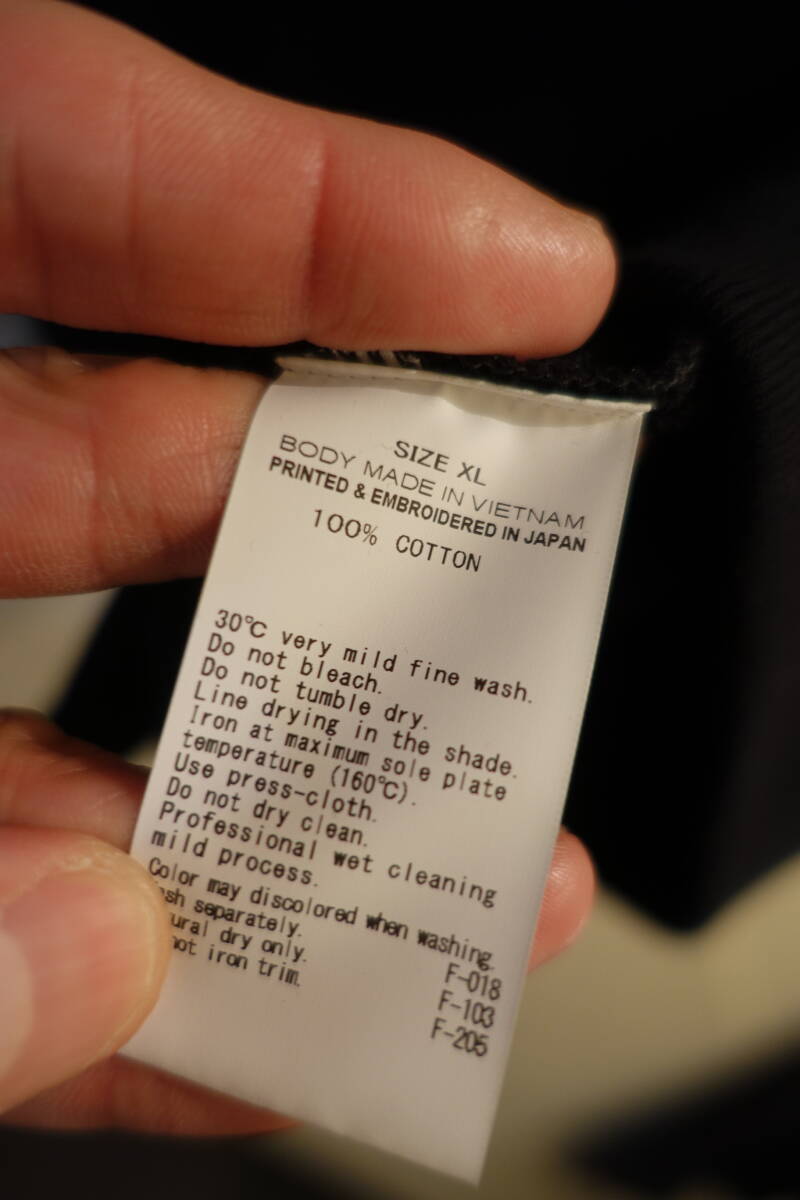 SIZE XL
BODY MADE IN VIETNAM
PRINTED & EMBROIDERED IN JAPAN
100% COTTON
30℃ very mild fine wash.
Do not bleach.
Do not tumble dry.
Line drying in the shade.
Iron at maximum sole plate
temperature (160℃).
Use press-cloth.
Do not dry clean.
Professional wet cleaning
mild process.
Color may discolored when washing.
separately.
dry only.
not iron trim.
F-018
F-103
F-205